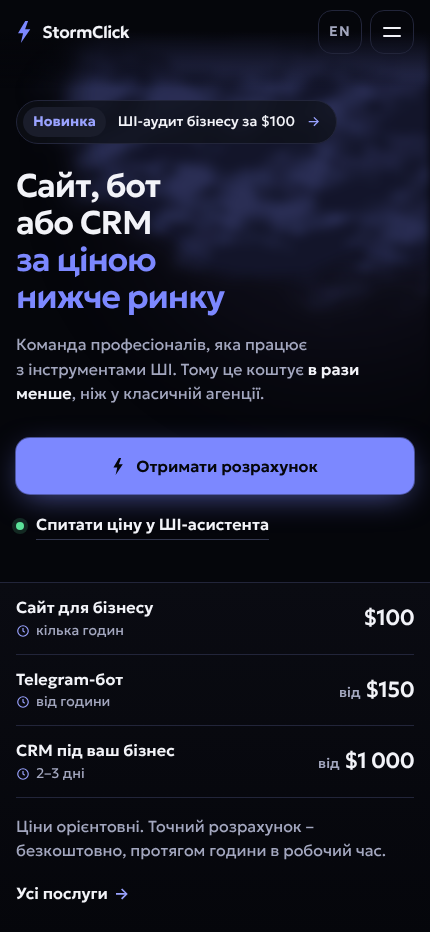 StormClick
EN
Новинка ШІ-аудит бізнесу за $100 →
Сайт, бот
або CRM
за ціною
нижче ринку
Команда професіоналів, яка працює
з інструментами ШІ. Тому це коштує в рази
менше, ніж у класичній агенції.
Отримати розрахунок
Спитати ціну у ШІ-асистента
Сайт для бізнесу
кілька годин
$100
Telegram-бот
від години
від $150
CRM під ваш бізнес
2–3 дні
від $1 000
Ціни орієнтовні. Точний розрахунок –
безкоштовно, протягом години в робочий час.
Усі послуги →